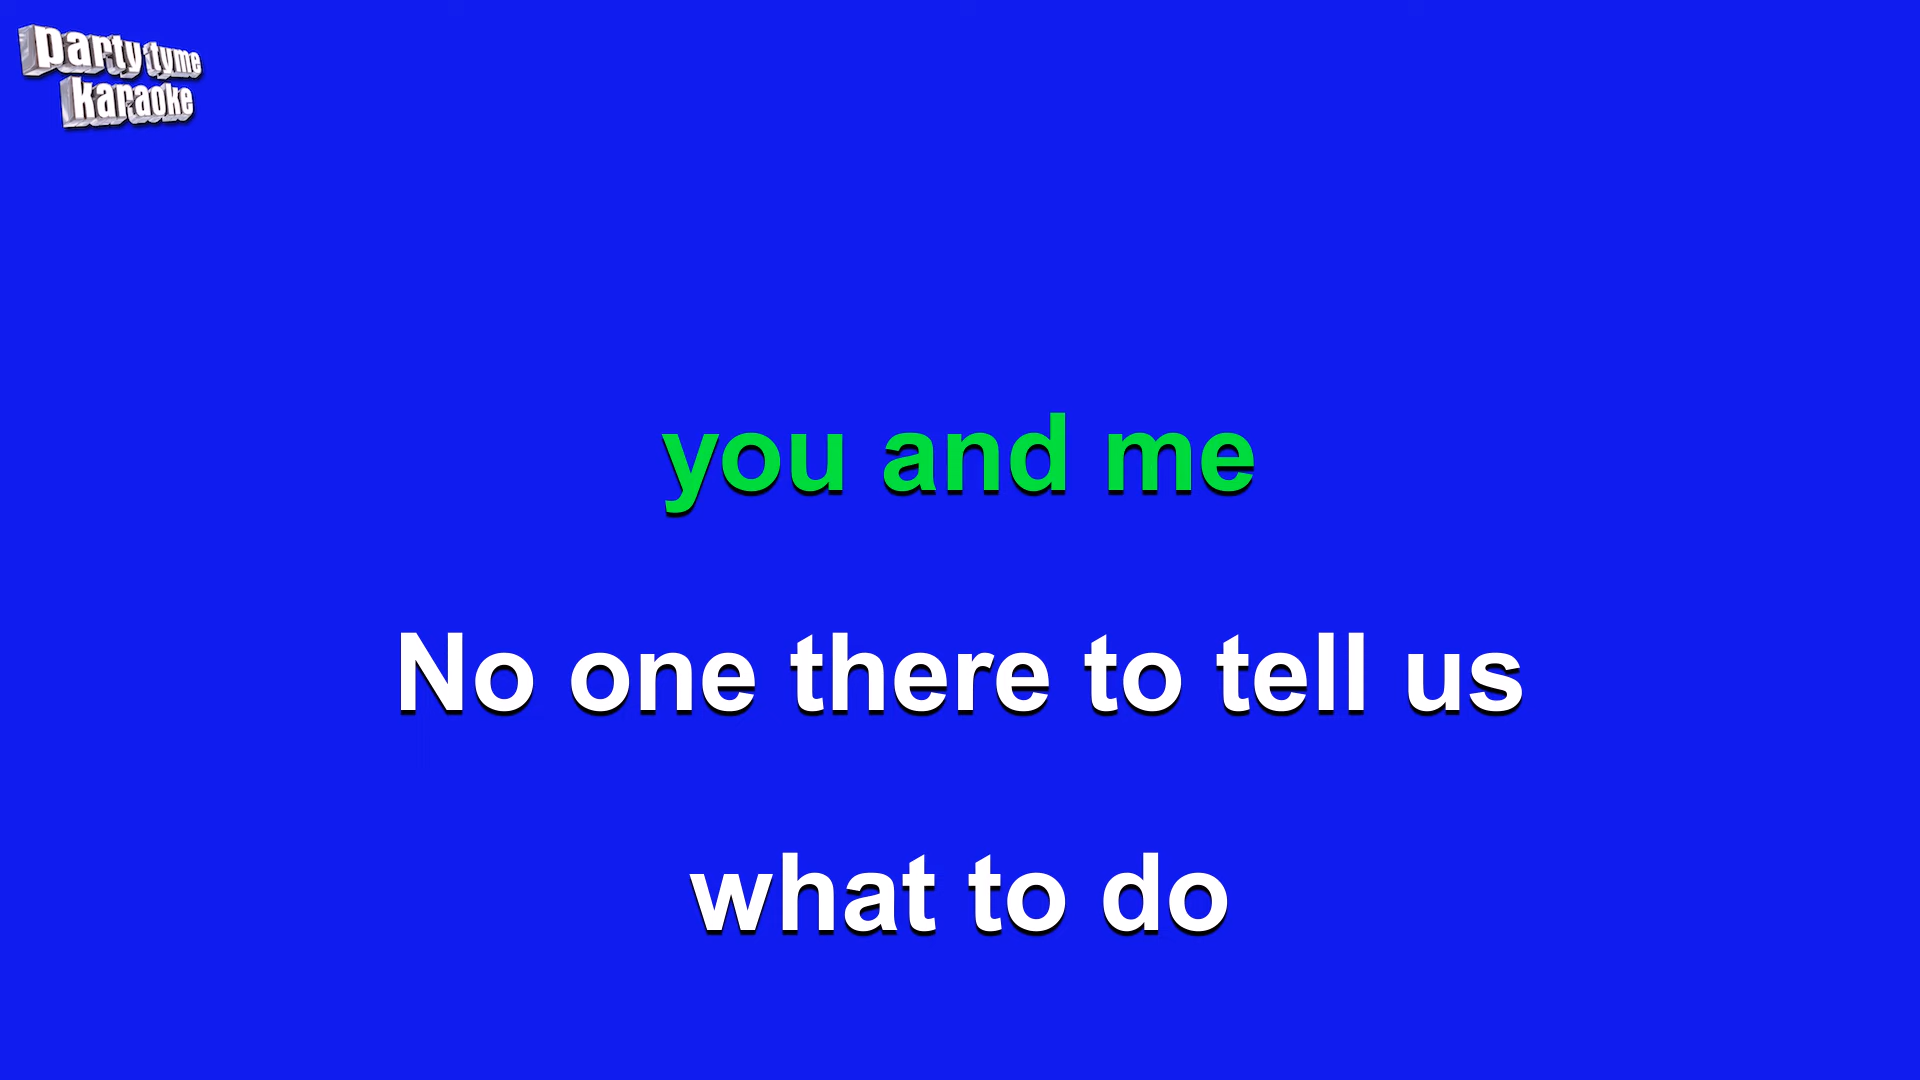 party tyme
karaoke
you and me
No one there to tell us
what to do